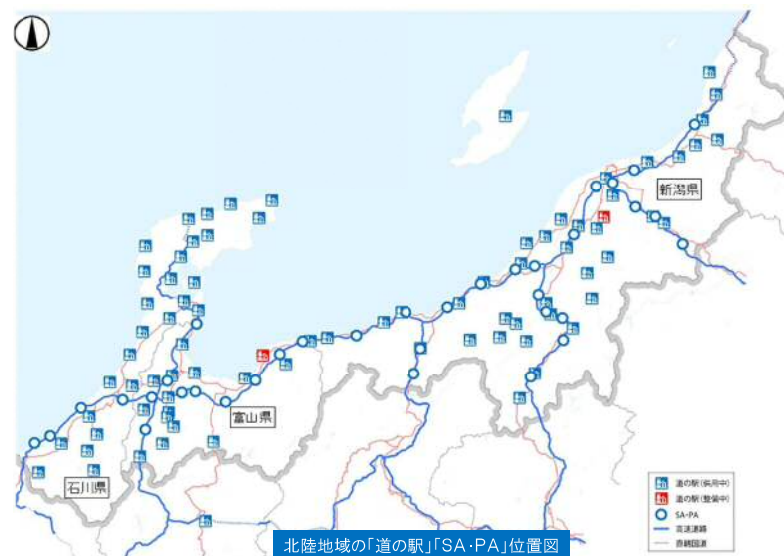 新潟県
富山県
石川県
道の駅(供用中)
道の駅(整備中)
SA・PA
高速道路
直轄国道
北陸地域の「道の駅」「SA・PA」位置図